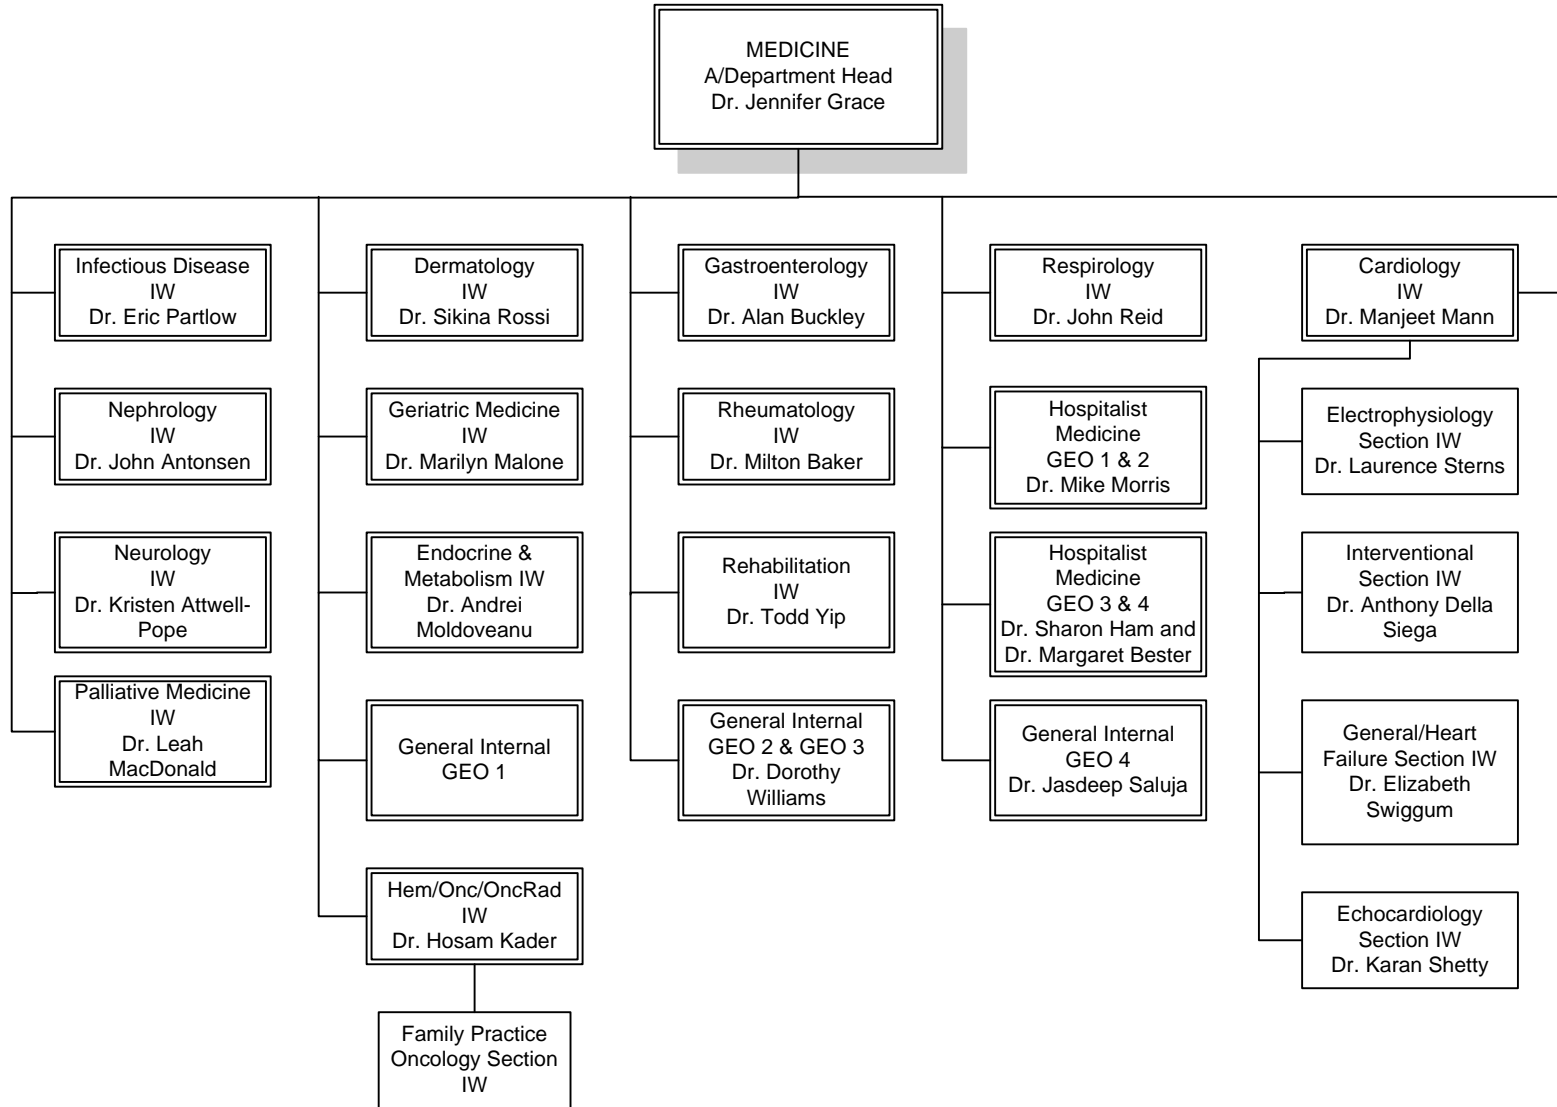 MEDICINE
A/Department Head
Dr. Jennifer Grace
Infectious Disease
IW
Dr. Eric Partlow
Nephrology
IW
Dr. John Antonsen
Neurology
IW
Dr. Kristen Attwell-
Pope
Palliative Medicine
IW
Dr. Leah
MacDonald
Dermatology
IW
Dr. Sikina Rossi
Geriatric Medicine
IW
Dr. Marilyn Malone
Endocrine &
Metabolism IW
Dr. Andrei
Moldoveanu
General Internal
GEO 1
Hem/Onc/OncRad
IW
Dr. Hosam Kader
Family Practice
Oncology Section
IW
Gastroenterology
IW
Dr. Alan Buckley
Rheumatology
IW
Dr. Milton Baker
Rehabilitation
IW
Dr. Todd Yip
General Internal
GEO 2 & GEO 3
Dr. Dorothy
Williams
Respirology
IW
Dr. John Reid
Hospitalist
Medicine
GEO 1 & 2
Dr. Mike Morris
Hospitalist
Medicine
GEO 3 & 4
Dr. Sharon Ham and
Dr. Margaret Bester
General Internal
GEO 4
Dr. Jasdeep Saluja
Cardiology
IW
Dr. Manjeet Mann
Electrophysiology
Section IW
Dr. Laurence Sterns
Interventional
Section IW
Dr. Anthony Della
Siega
General/Heart
Failure Section IW
Dr. Elizabeth
Swiggum
Echocardiology
Section IW
Dr. Karan Shetty